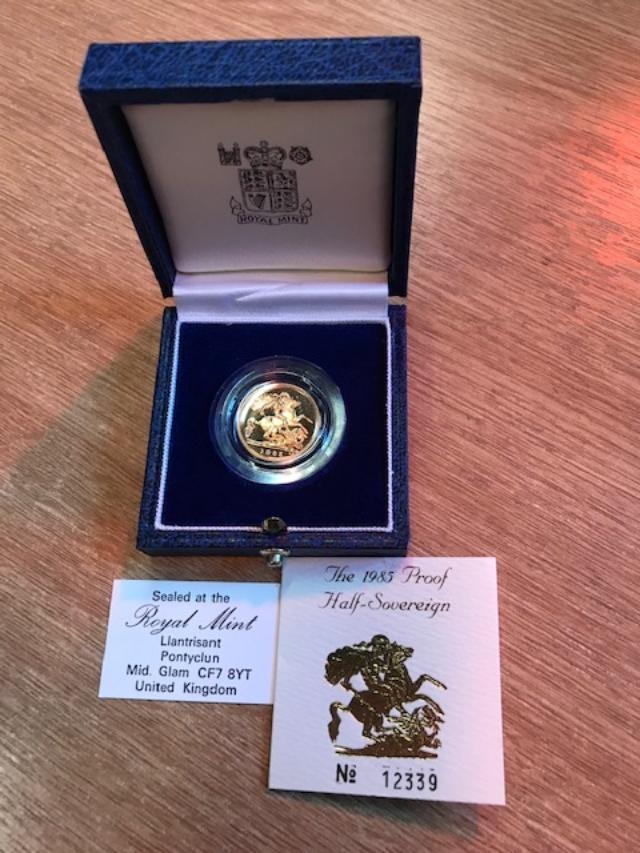 ROYAL MINT
1985
Sealed at the
Royal Mint
Llantrisant
Pontyclun
Mid. Glam CF7 8YT
United Kingdom
The 1985 Proof
Half-Sovereign
№ 12339